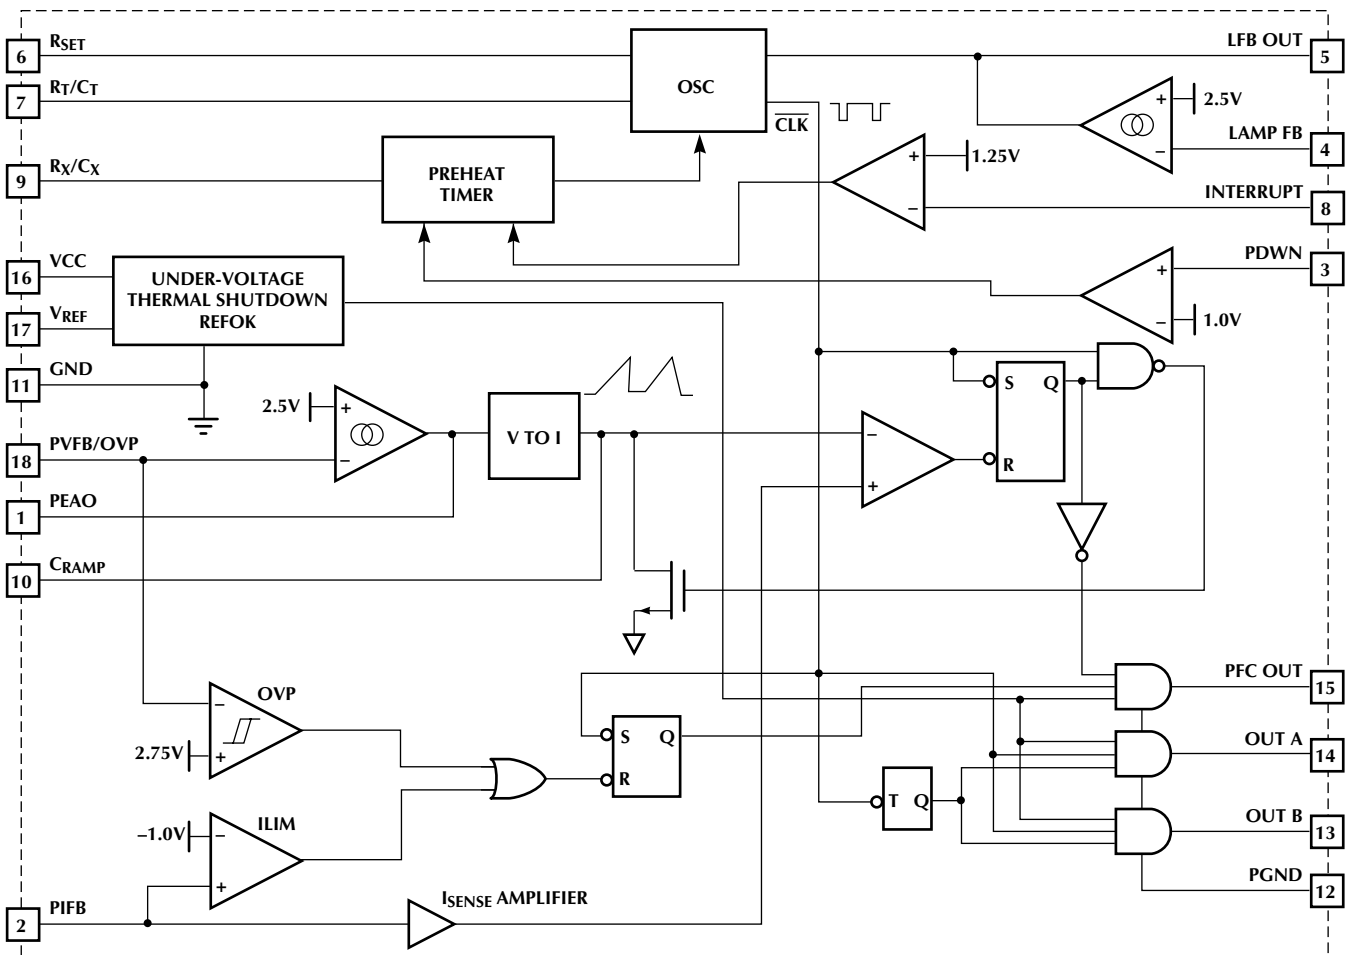 RSET
6
RT/CT
7
OSC
CLK
LFB OUT
5
+
2.5V
LAMP FB
4
−
RX/CX
9
PREHEAT
TIMER
+
1.25V
−
INTERRUPT
8
VCC
16
VREF
17
UNDER-VOLTAGE
THERMAL SHUTDOWN
REFOK
PDWN
3
+
−
1.0V
GND
11
2.5V
+
−
V TO I
PVFB/OVP
18
PEAO
1
CRAMP
10
−
+
S
Q
R
OVP
−
2.75V
+
S
Q
R
–1.0V
−
ILIM
+
T
Q
PFC OUT
15
OUT A
14
OUT B
13
PGND
12
PIFB
2
ISENSE AMPLIFIER